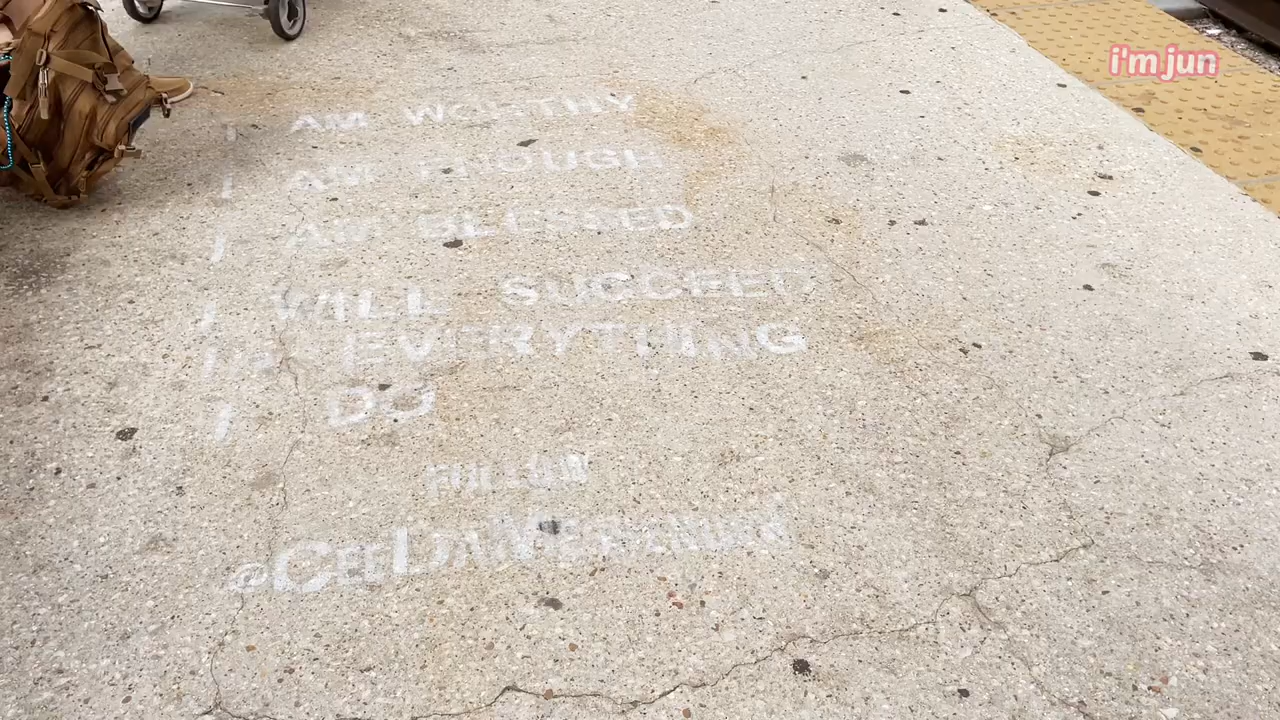 i'm jun
I AM WORTHY
I AM ENOUGH
I AM BLESSED
I WILL SUCCEED
IN EVERYTHING
I DO
FOLLOW